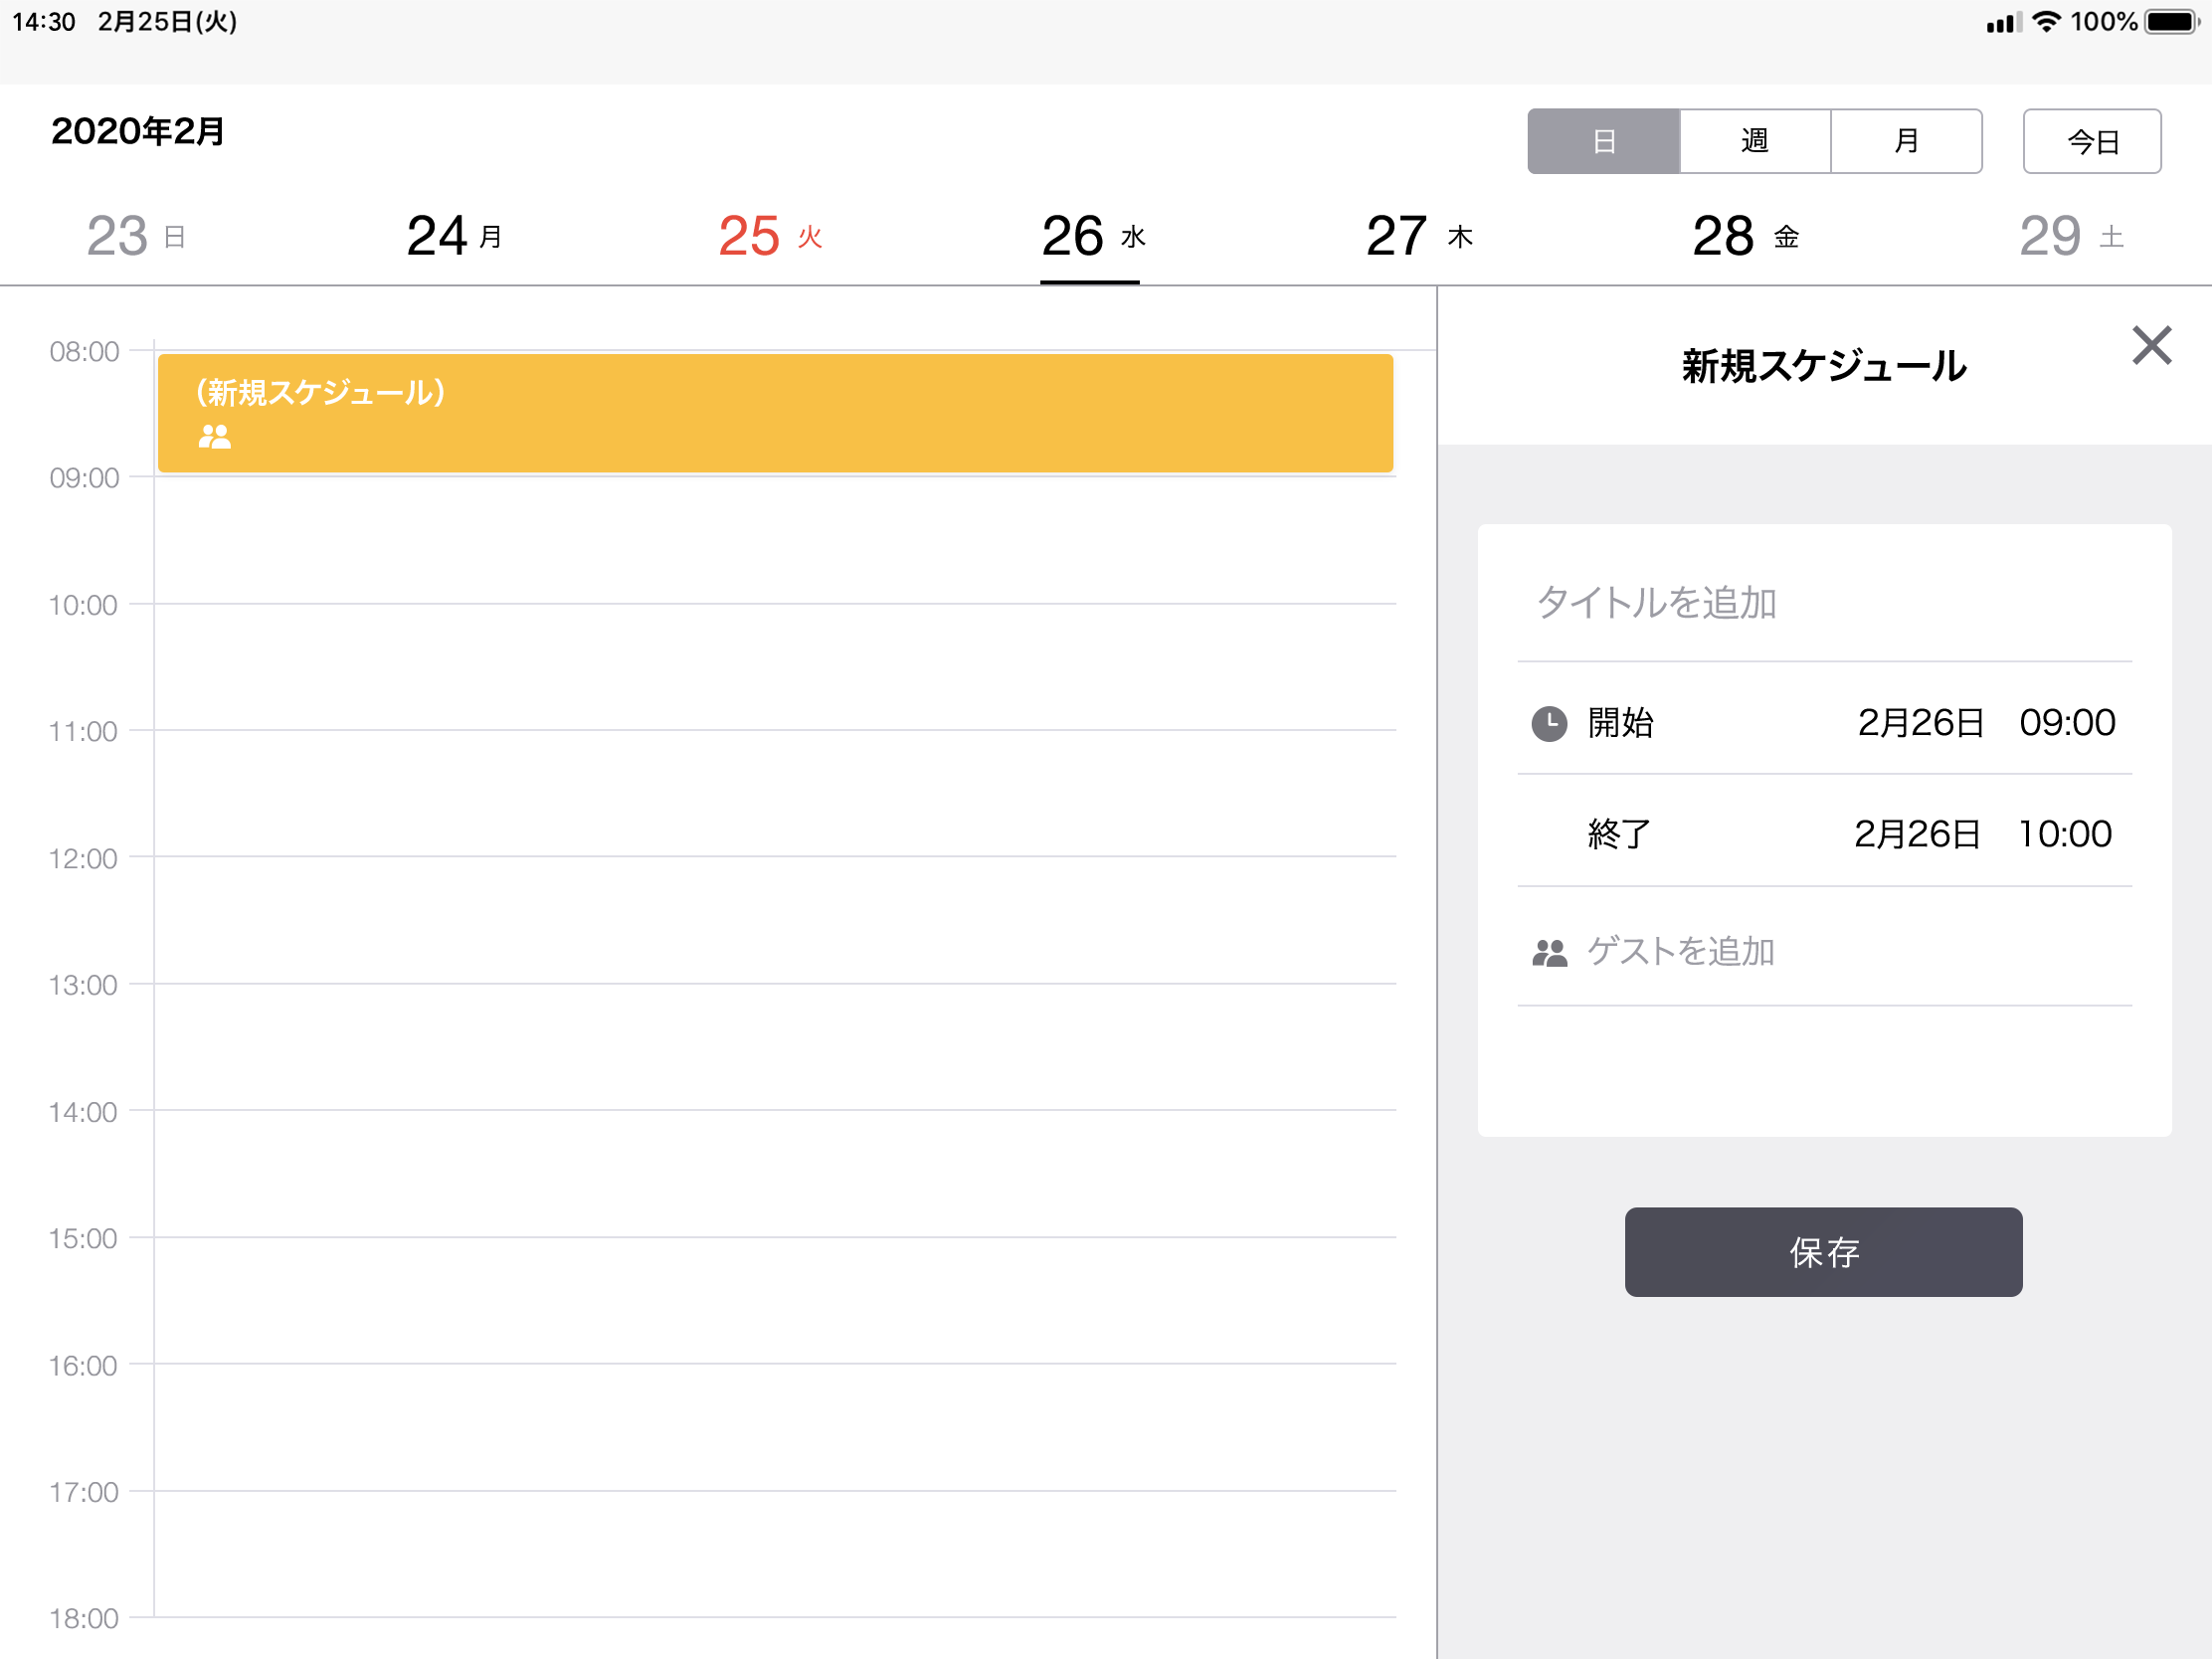 14:30 2月25日(火) 100%
2020年2月 日 週 月 今日
23 日 24 月 25 火 26 水 27 木 28 金 29 土
08:00
(新規スケジュール)
09:00
10:00
11:00
12:00
13:00
14:00
15:00
16:00
17:00
18:00
新規スケジュール
タイトルを追加
開始 2月26日 09:00
終了 2月26日 10:00
ゲストを追加
保存